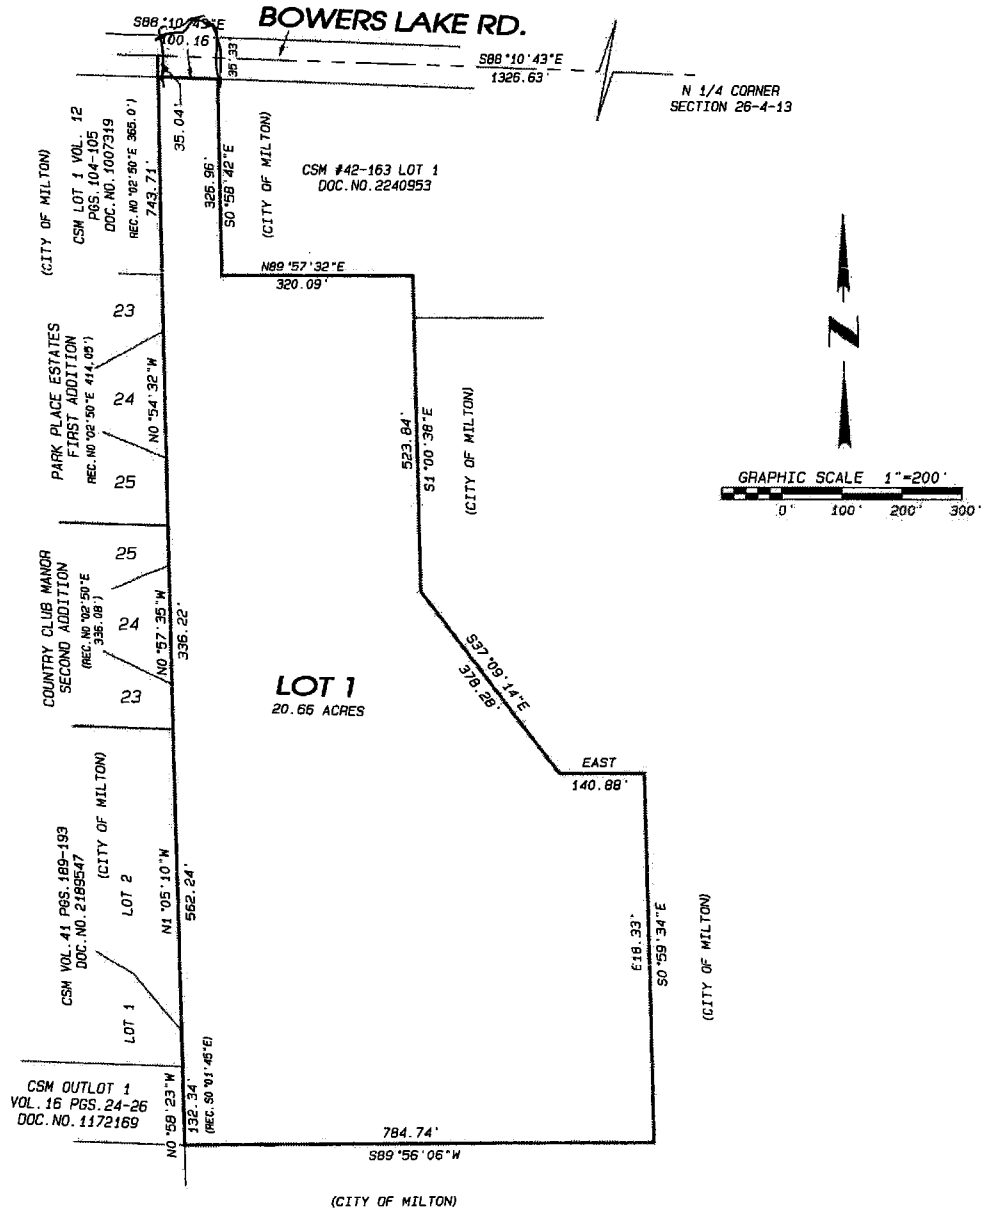 BOWERS LAKE RD.
S88°10'43"E
100.16
35.33
S88°10'43"E
1326.63'
N 1/4 CORNER
SECTION 26-4-13
35.04'
(CITY OF MILTON)
CSM LOT 1 VOL. 12
PGS.104-105
DOC.NO.1007319
REC.N0°02'50"E 365.0')
743.71'
326.96'
S0°58'42"E
(CITY OF MILTON)
CSM #42-163 LOT 1
DOC.NO.2240953
N89°57'32"E
320.09'
23
24
25
PARK PLACE ESTATES
FIRST ADDITION
REC.N0°02'50"E 414.05')
N0°54'32"W
523.84'
S1°00'38"E
(CITY OF MILTON)
GRAPHIC SCALE 1"=200'
0' 100' 200' 300'
25
24
23
COUNTRY CLUB MANOR
SECOND ADDITION
(REC.N0°02'50"E
336.08')
N0°57'35"W
336.22'
S37°09'14"E
378.28'
LOT 1
20.66 ACRES
EAST
140.88'
(CITY OF MILTON)
CSM VOL.41 PGS.189-193
DOC.NO.2189547
LOT 2
LOT 1
N1°05'10"W
562.24'
618.33'
S0°59'34"E
(CITY OF MILTON)
CSM OUTLOT 1
VOL.16 PGS.24-26
DOC.NO.1172169
N0°58'23"W
132.34'
(REC.S0°01'45"E)
784.74'
S89°56'06"W
(CITY OF MILTON)